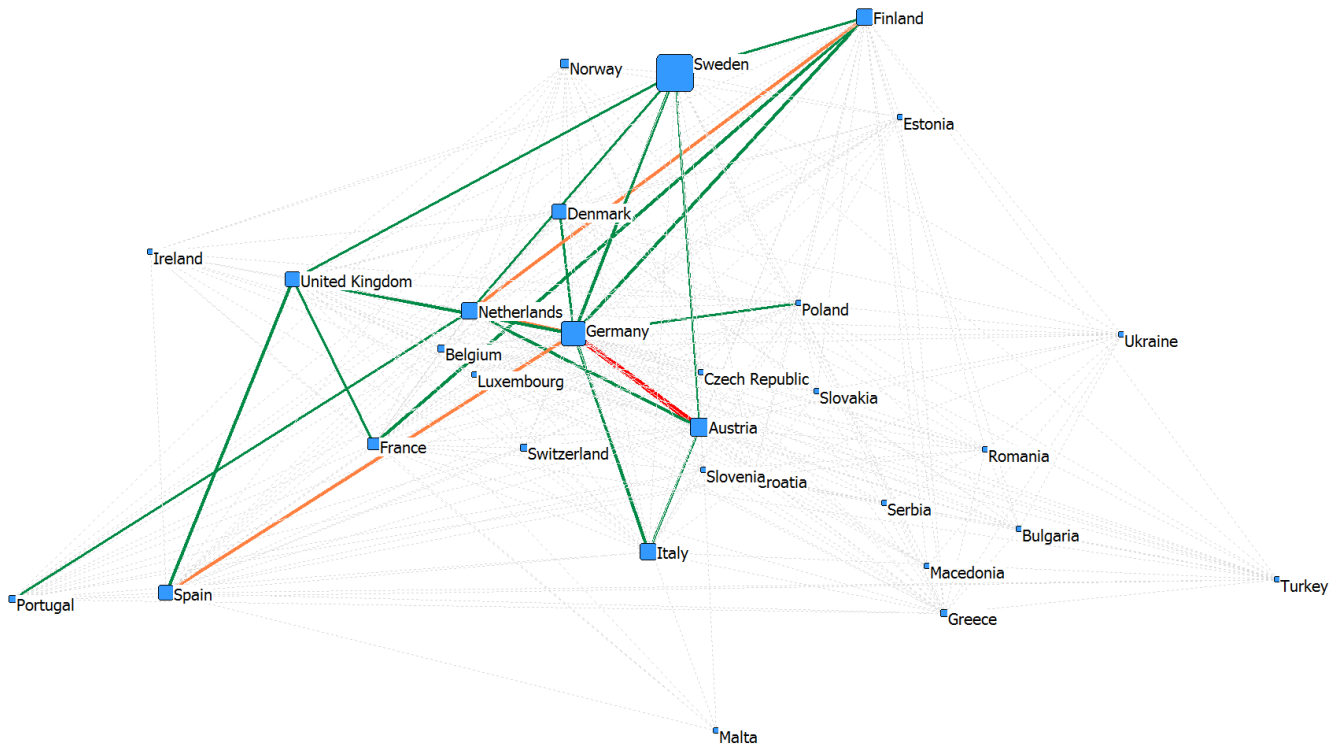 Finland
Sweden
Norway
Estonia
Denmark
Ireland
United Kingdom
Netherlands
Poland
Germany
Ukraine
Belgium
Luxembourg
Czech Republic
Slovakia
Austria
France
Switzerland
Romania
Slovenia
roatia
Serbia
Bulgaria
Italy
Macedonia
Turkey
Spain
Portugal
Greece
Malta